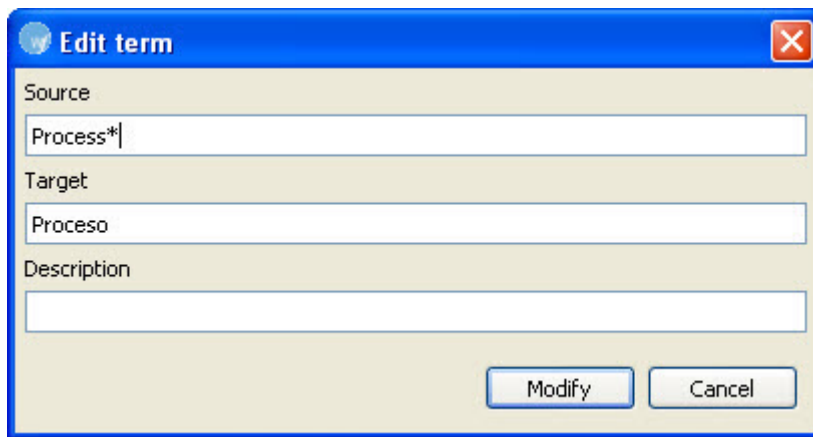 Edit term
Source
Process*
Target
Proceso
Description
Modify Cancel